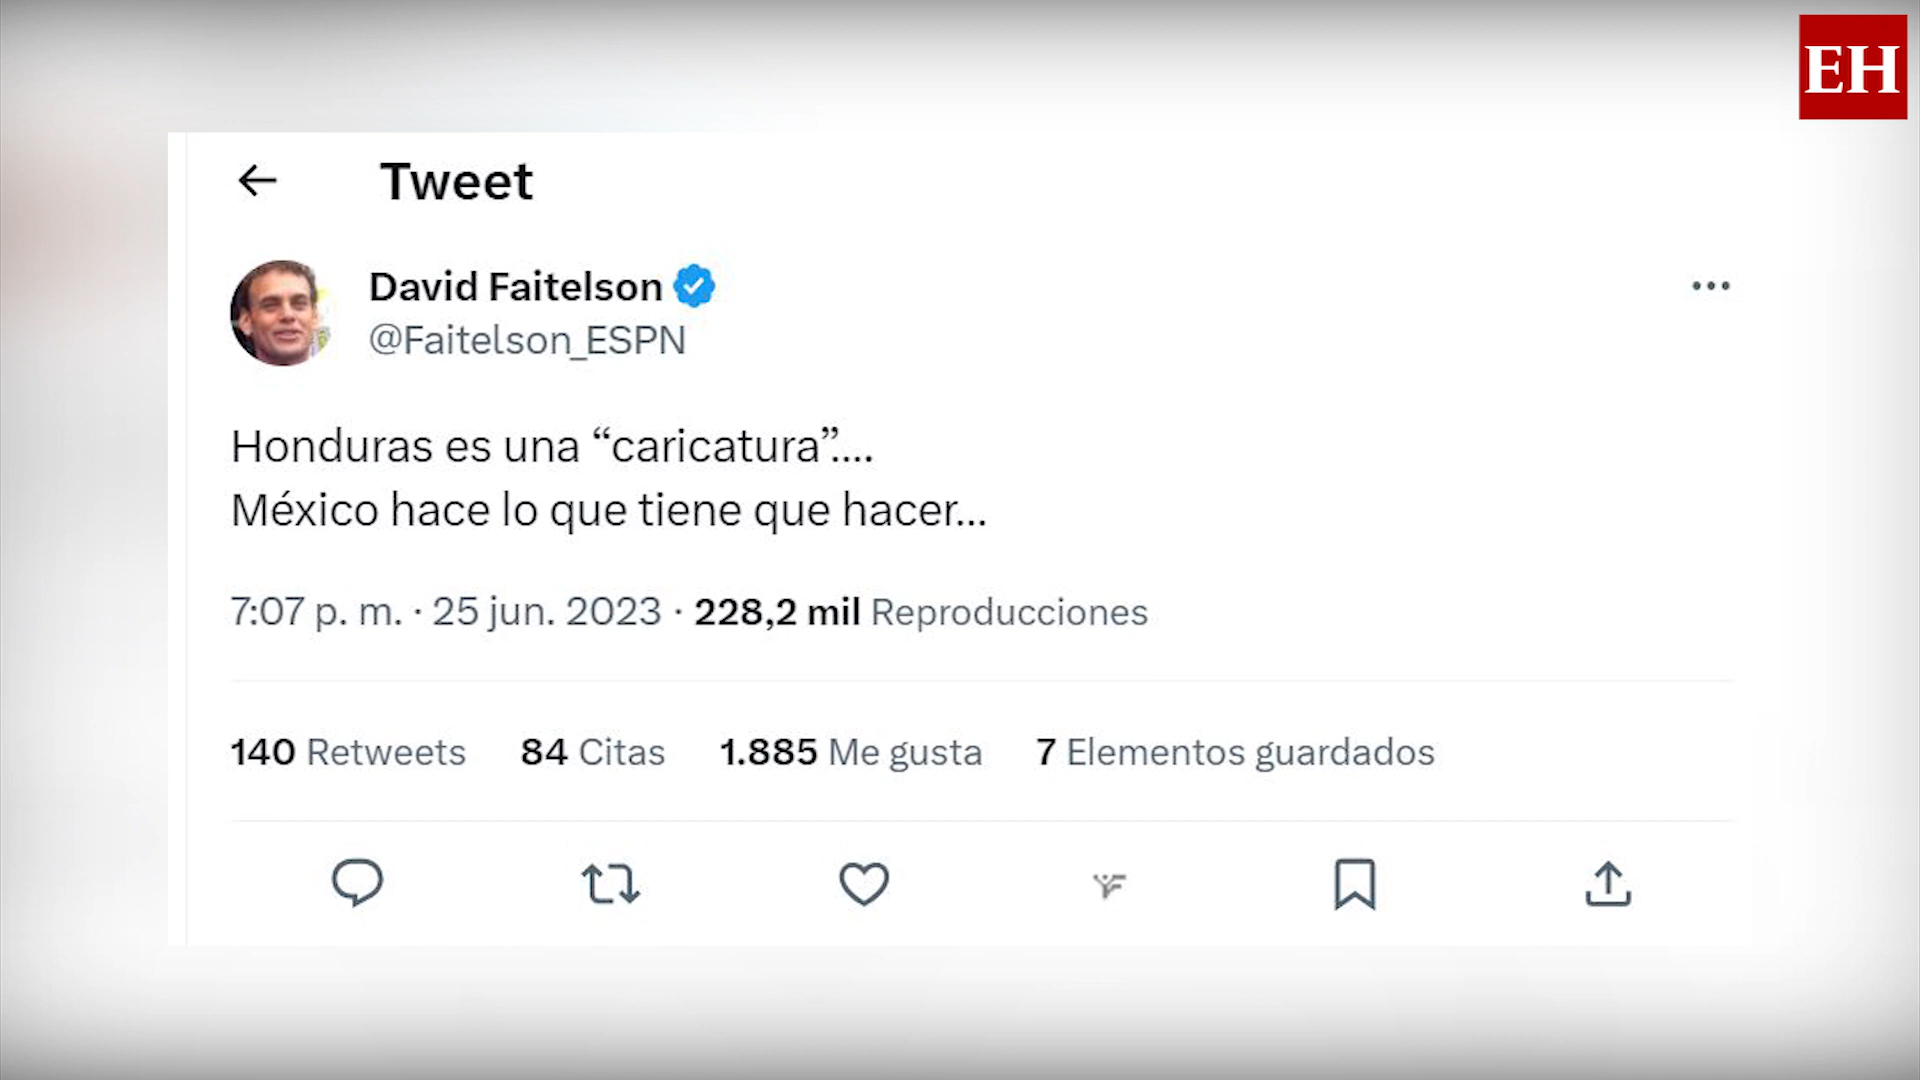 EH
Tweet
David Faitelson
@Faitelson_ESPN
Honduras es una “caricatura”....
México hace lo que tiene que hacer...
7:07 p. m. · 25 jun. 2023 · 228,2 mil Reproducciones
140 Retweets 84 Citas 1.885 Me gusta 7 Elementos guardados